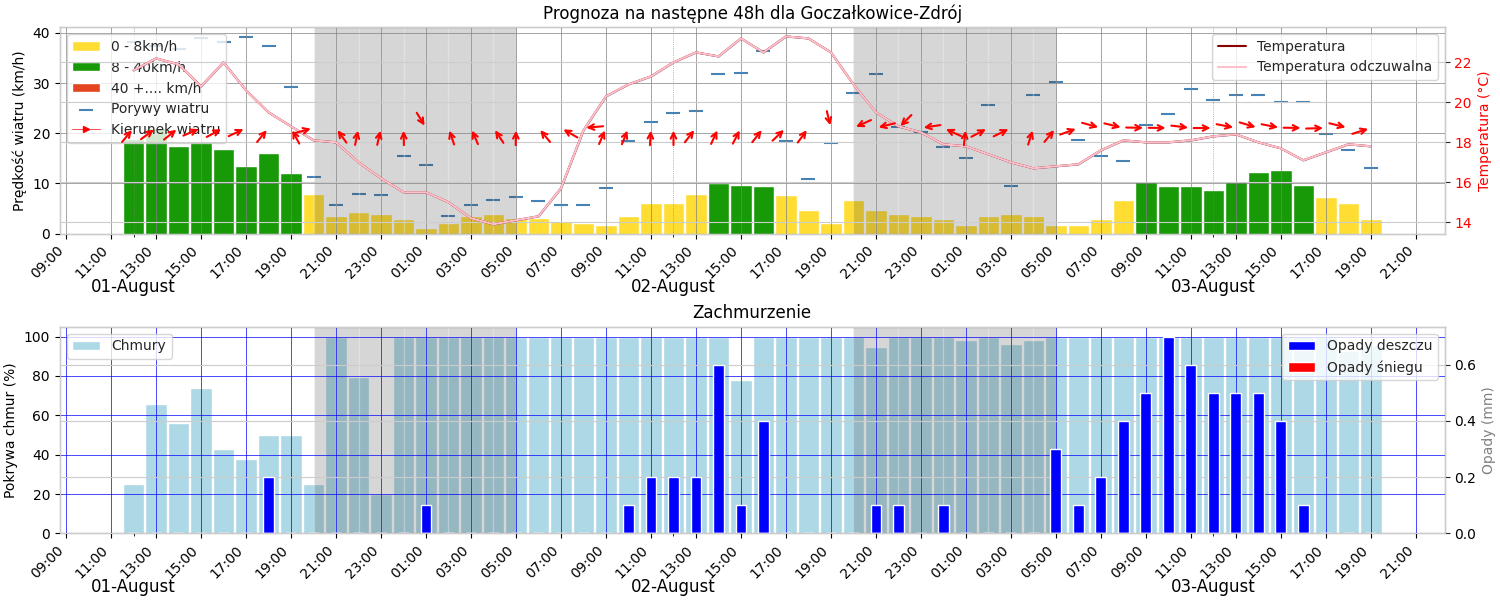 Prognoza na następne 48h dla Goczałkowice-Zdrój
Prędkość wiatru (km/h)
40
30
20
10
0
0 - 8km/h
8 - 40km/h
40 +.... km/h
Porywy wiatru
Kierunek wiatru
Temperatura
Temperatura odczuwalna
22
20
18
16
14
Temperatura (°C)
09:00 11:00 13:00 15:00 17:00 19:00 21:00 23:00 01:00 03:00 05:00 07:00 09:00 11:00 13:00 15:00 17:00 19:00 21:00 23:00 01:00 03:00 05:00 07:00 09:00 11:00 13:00 15:00 17:00 19:00 21:00
01-August 02-August 03-August
Zachmurzenie
Pokrywa chmur (%)
100
80
60
40
20
0
Chmury
Opady deszczu
Opady śniegu
0.6
0.4
0.2
0.0
Opady (mm)
09:00 11:00 13:00 15:00 17:00 19:00 21:00 23:00 01:00 03:00 05:00 07:00 09:00 11:00 13:00 15:00 17:00 19:00 21:00 23:00 01:00 03:00 05:00 07:00 09:00 11:00 13:00 15:00 17:00 19:00 21:00
01-August 02-August 03-August